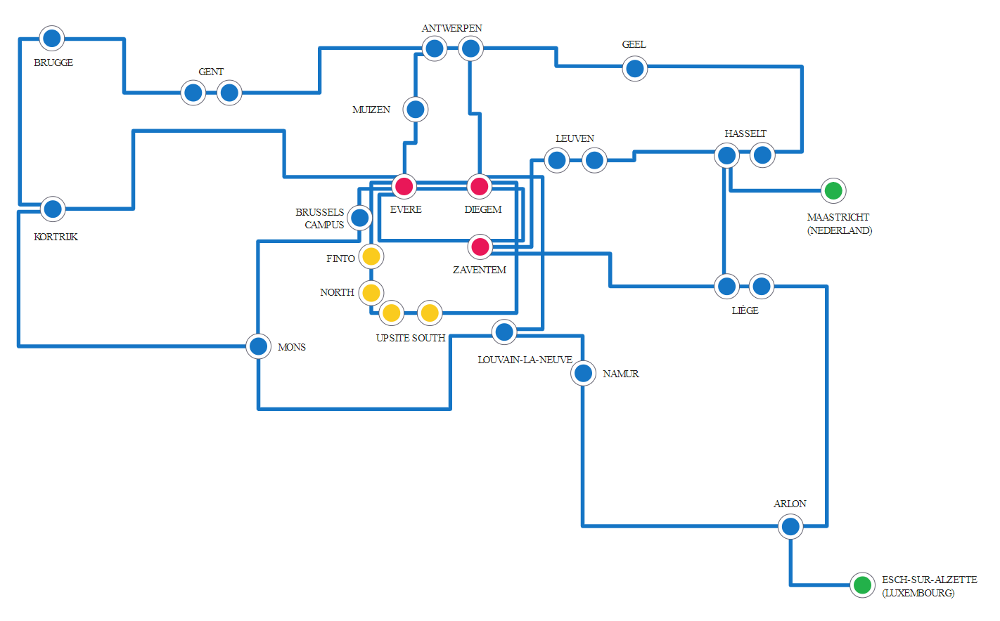 ANTWERPEN
GEEL
BRUGGE
GENT
MUIZEN
HASSELT
LEUVEN
EVERE
DIEGEM
BRUSSELS
CAMPUS
MAASTRICHT
(NEDERLAND)
KORTRIJK
FINTO
ZAVENTEM
NORTH
LIÈGE
UPSITE SOUTH
MONS
LOUVAIN-LA-NEUVE
NAMUR
ARLON
ESCH-SUR-ALZETTE
(LUXEMBOURG)